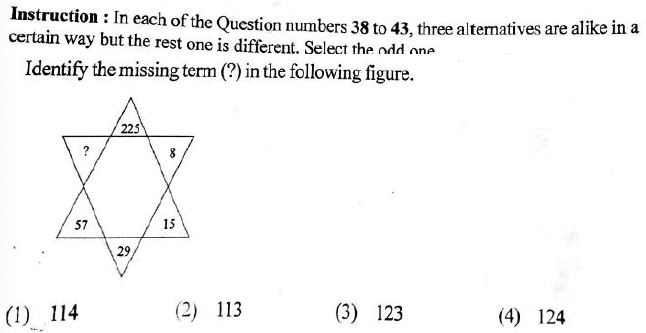 Instruction : In each of the Question numbers 38 to 43, three alternatives are alike in a
certain way but the rest one is different. Select the odd one
Identify the missing term (?) in the following figure.
225
? 8
57 15
29
(1) 114 (2) 113 (3) 123 (4) 124